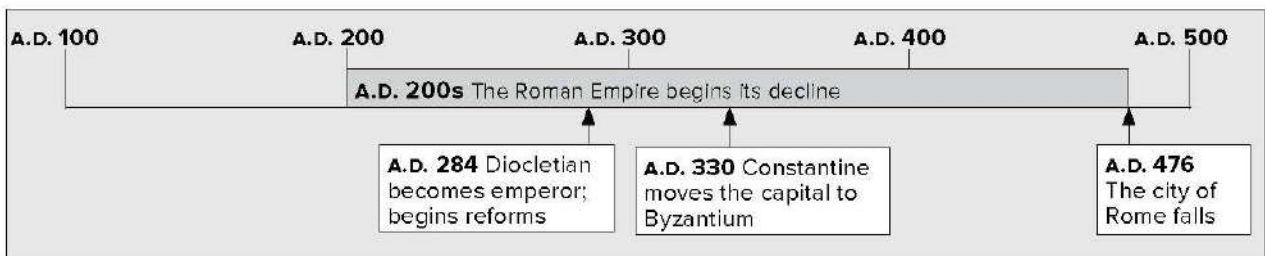 A.D. 100 A.D. 200 A.D. 300 A.D. 400 A.D. 500
A.D. 200s The Roman Empire begins its decline
A.D. 284 Diocletian
becomes emperor;
begins reforms
A.D. 330 Constantine
moves the capital to
Byzantium
A.D. 476
The city of
Rome falls